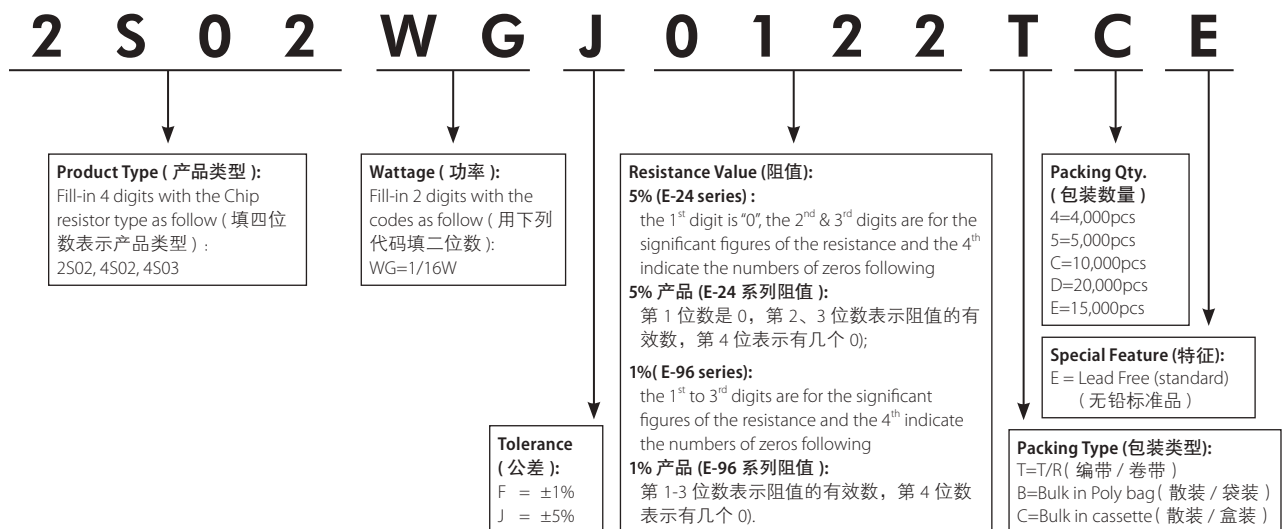 2 S 0 2 W G J 0 1 2 2 T C E
Product Type ( 产品类型 ):
Fill-in 4 digits with the Chip
resistor type as follow ( 填四位
数表示产品类型 ) :
2S02, 4S02, 4S03
Wattage ( 功率 ):
Fill-in 2 digits with the
codes as follow ( 用下列
代码填二位数 ):
WG=1/16W
Tolerance
( 公差 ):
F = ±1%
J = ±5%
Resistance Value (阻值):
5% (E-24 series) :
the 1st digit is “0”, the 2nd & 3rd digits are for the
significant figures of the resistance and the 4th
indicate the numbers of zeros following
5% 产品 (E-24 系列阻值 ):
第 1 位数是 0，第 2、3 位数表示阻值的有
效数，第 4 位表示有几个 0);
1%( E-96 series):
the 1st to 3rd digits are for the significant
figures of the resistance and the 4th indicate
the numbers of zeros following
1% 产品 (E-96 系列阻值 ):
第 1-3 位数表示阻值的有效数，第 4 位数
表示有几个 0).
Packing Qty.
( 包装数量 )
4=4,000pcs
5=5,000pcs
C=10,000pcs
D=20,000pcs
E=15,000pcs
Special Feature (特征):
E = Lead Free (standard)
( 无铅标准品 )
Packing Type (包装类型):
T=T/R( 编带 / 卷带 )
B=Bulk in Poly bag( 散装 / 袋装 )
C=Bulk in cassette( 散装 / 盒装 )